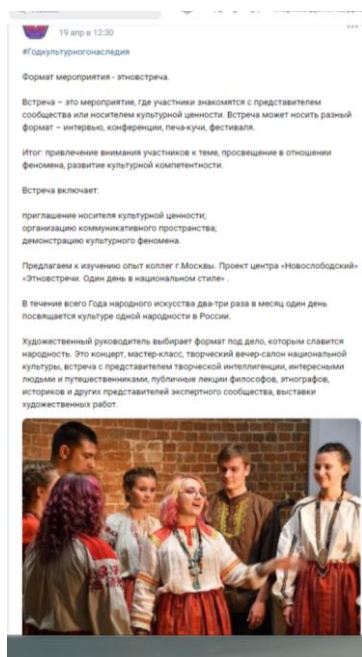 19 апр в 12:30
#Годкультурногонаследия
Формат мероприятия - этновстреча.
Встреча – это мероприятие, где участники знакомятся с представителем
сообщества или носителем культурной ценности. Встреча может носить разный
формат – интервью, конференции, печа-кучи, фестиваля.
Итог: привлечение внимания участников к теме, просвещение в отношении
феномена, развитие культурной компетентности.
Встреча включает:
приглашение носителя культурной ценности;
организацию коммуникативного пространства;
демонстрацию культурного феномена.
Предлагаем к изучению опыт коллег г.Москвы. Проект центра «Новослободский»
«Этновстречи. Один день в национальном стиле» .
В течение всего Года народного искусства два-три раза в месяц один день
посвящается культуре одной народности в России.
Художественный руководитель выбирает формат под дело, которым славится
народность. Это концерт, мастер-класс, творческий вечер-салон национальной
культуры, встреча с представителем творческой интеллигенции, интересными
людьми и путешественниками, публичные лекции философов, этнографов,
историков и других представителей экспертного сообщества, выставки
художественных работ.